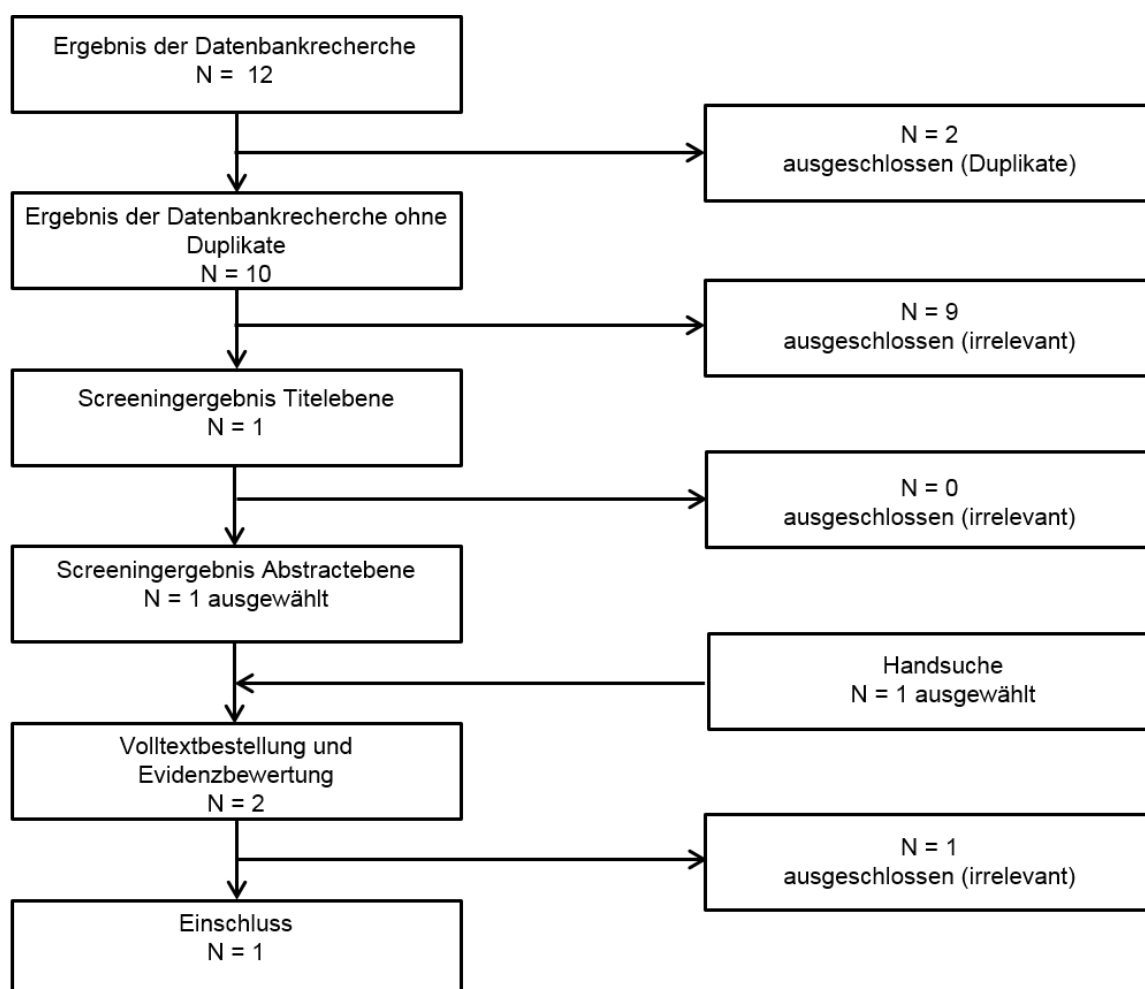 Ergebnis der Datenbankrecherche
N = 12
N = 2
ausgeschlossen (Duplikate)
Ergebnis der Datenbankrecherche ohne
Duplikate
N = 10
N = 9
ausgeschlossen (irrelevant)
Screeningergebnis Titelebene
N = 1
N = 0
ausgeschlossen (irrelevant)
Screeningergebnis Abstractebene
N = 1 ausgewählt
Handsuche
N = 1 ausgewählt
Volltextbestellung und
Evidenzbewertung
N = 2
N = 1
ausgeschlossen (irrelevant)
Einschluss
N = 1